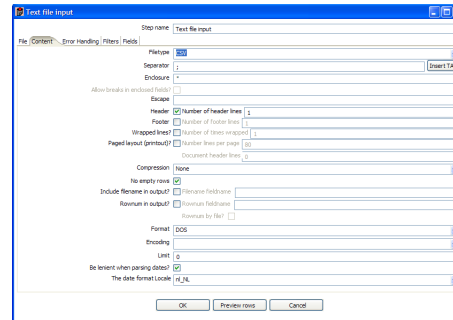 Text file input
Step name Text file input
File Content Error Handling Filters Fields
Filetype CSV
Separator ; Insert TA
Enclosure "
Allow breaks in enclosed fields?
Escape
Header Number of header lines 1
Footer Number of footer lines 1
Wrapped lines? Number of times wrapped 1
Paged layout (printout)? Number lines per page 80
Document header lines 0
Compression None
No empty rows
Include filename in output? Filename fieldname
Rownum in output? Rownum fieldname
Rownum by file?
Format DOS
Encoding
Limit 0
Be lenient when parsing dates?
The date format Locale nl_NL
OK Preview rows Cancel